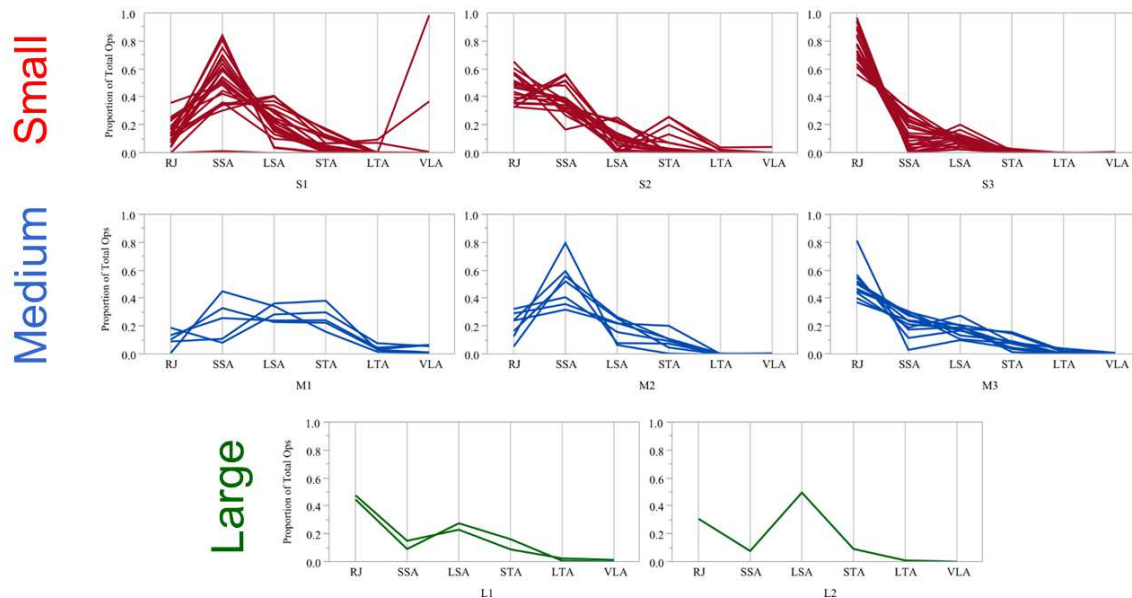 Small
Proportion of Total Ops
1.0
0.8
0.6
0.4
0.2
0.0
RJ SSA LSA STA LTA VLA
S1
1.0
0.8
0.6
0.4
0.2
0.0
RJ SSA LSA STA LTA VLA
S2
1.0
0.8
0.6
0.4
0.2
0.0
RJ SSA LSA STA LTA VLA
S3
Medium
Proportion of Total Ops
1.0
0.8
0.6
0.4
0.2
0.0
RJ SSA LSA STA LTA VLA
M1
1.0
0.8
0.6
0.4
0.2
0.0
RJ SSA LSA STA LTA VLA
M2
1.0
0.8
0.6
0.4
0.2
0.0
RJ SSA LSA STA LTA VLA
M3
Large
Proportion of Total Ops
1.0
0.8
0.6
0.4
0.2
0.0
RJ SSA LSA STA LTA VLA
L1
1.0
0.8
0.6
0.4
0.2
0.0
RJ SSA LSA STA LTA VLA
L2